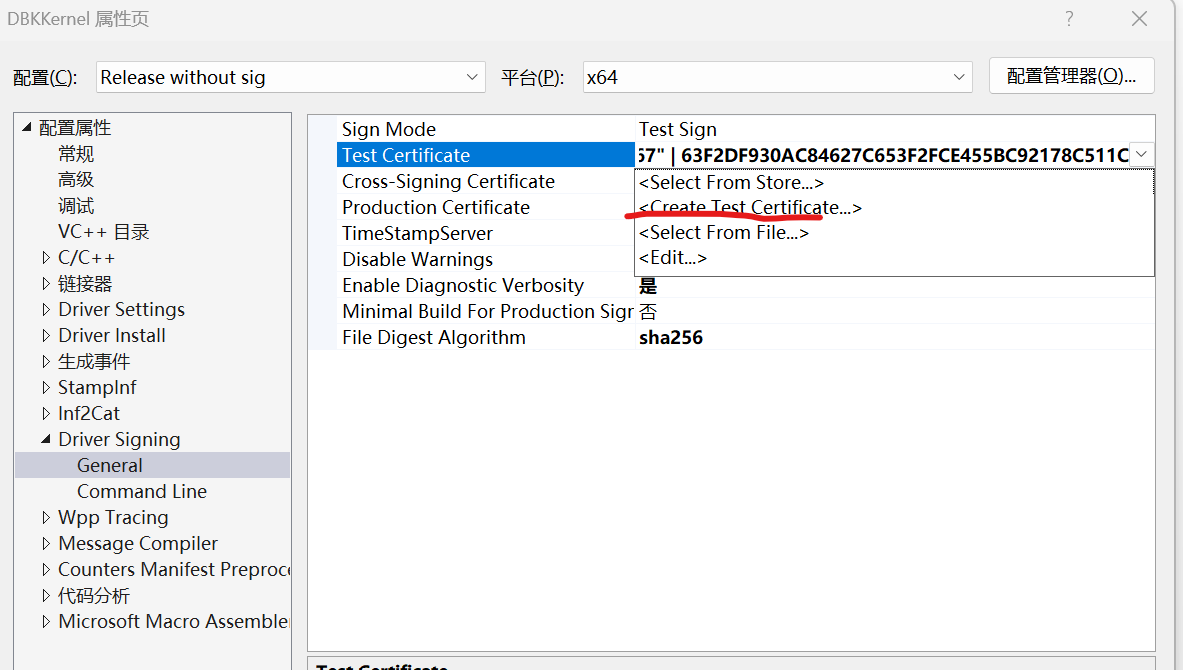 DBKKernel 属性页
?
配置(C):
Release without sig
平台(P):
x64
配置管理器(O)...
配置属性
常规
高级
调试
VC++ 目录
C/C++
链接器
Driver Settings
Driver Install
生成事件
StampInf
Inf2Cat
Driver Signing
General
Command Line
Wpp Tracing
Message Compiler
Counters Manifest Preproc
代码分析
Microsoft Macro Assemble
Sign Mode Test Sign
Test Certificate 67" | 63F2DF930AC84627C653F2FCE455BC92178C511C
Cross-Signing Certificate <Select From Store...>
Production Certificate <Create Test Certificate...>
TimeStampServer <Select From File...>
Disable Warnings <Edit...>
Enable Diagnostic Verbosity 是
Minimal Build For Production Sigr 否
File Digest Algorithm sha256
Test Certificate